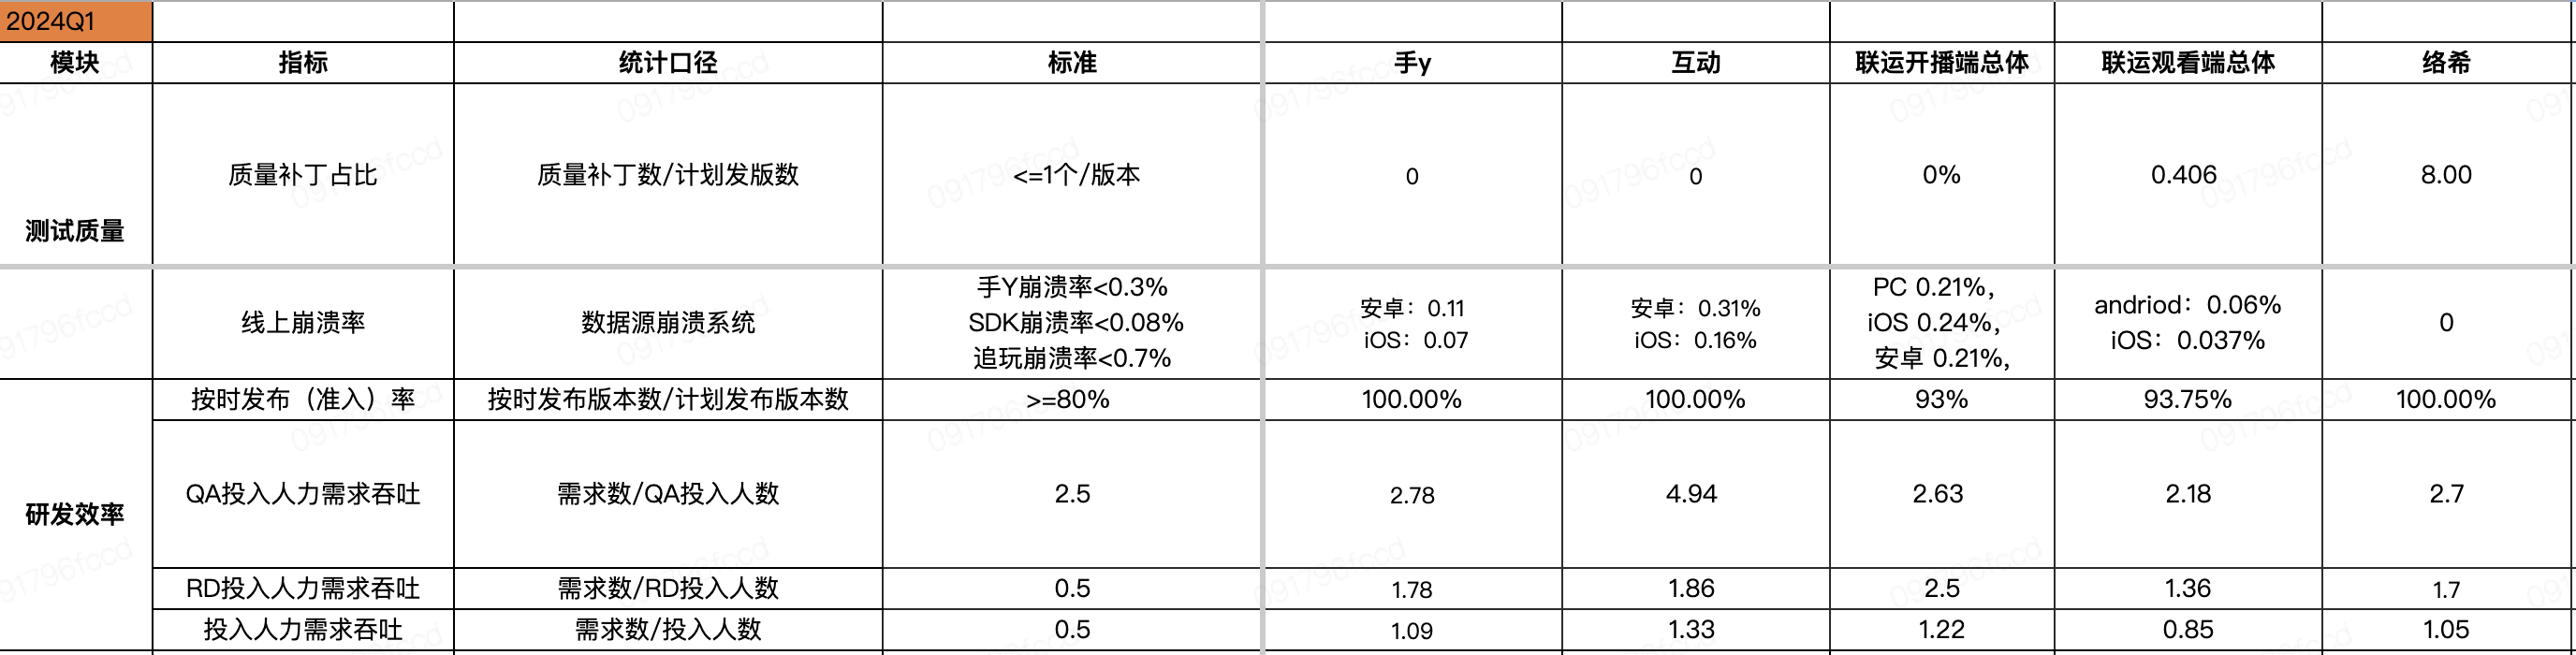 2024Q1
模块 指标 统计口径 标准 手y 互动 联运开播端总体 联运观看端总体 络希
测试质量
质量补丁占比 质量补丁数/计划发版数 <=1个/版本 0 0 0% 0.406 8.00
线上崩溃率 数据源崩溃系统
手Y崩溃率<0.3%
SDK崩溃率<0.08%
追玩崩溃率<0.7%
安卓：0.11
iOS：0.07
安卓：0.31%
iOS：0.16%
PC 0.21%，
iOS 0.24%，
安卓 0.21%，
andriod：0.06%
iOS：0.037%
0
研发效率
按时发布（准入）率 按时发布版本数/计划发布版本数 >=80% 100.00% 100.00% 93% 93.75% 100.00%
QA投入人力需求吞吐 需求数/QA投入人数 2.5 2.78 4.94 2.63 2.18 2.7
RD投入人力需求吞吐 需求数/RD投入人数 0.5 1.78 1.86 2.5 1.36 1.7
投入人力需求吞吐 需求数/投入人数 0.5 1.09 1.33 1.22 0.85 1.05
091796fccd